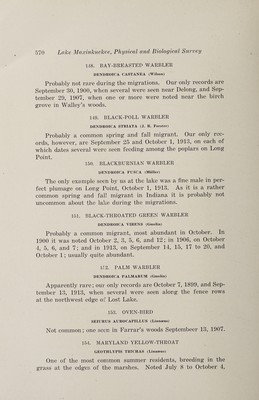 570 Lake Maxinkuckee, Physical and Biological Survey
148. BAY-BREASTED WARBLER
DENDROICA CASTANEA (Wilson)
Probably not rare during the migrations. Our only records are
September 30, 1900, when several were seen near Delong, and Sep-
tember 29, 1907, when one or more were noted near the birch
grove in Walley's woods.
149. BLACK-POLL WARBLER
DENDROICA STRIATA (J. R. Forster)
Probably a common spring and fall migrant. Our only rec-
ords, however, are September 25 and October 1, 1913, on each of
which dates several were seen feeding among the poplars on Long
Point.
150. BLACKBURNIAN WARBLER
DENDROICA FUSCA (Müller)
The only example seen by us at the lake was a fine male in per-
fect plumage on Long Point, October 1, 1913. As it is a rather
common spring and fall migrant in Indiana it is probably not
uncommon about the lake during the migrations.
151. BLACK-THROATED GREEN WARBLER
DENDROICA VIRENS (Gmelin)
Probably a common migrant, most abundant in October. In
1900 it was noted October 2, 3, 5, 6, and 12; in 1906, on October
4, 5, 6, and 7; and in 1913, on September 14, 15, 17 to 20, and
October 1; usually quite abundant.
152. PALM WARBLER
DENDROICA PALMARUM (Gmelin)
Apparently rare; our only records are October 7, 1899, and Sep-
tember 13, 1913, when several were seen along the fence rows
at the northwest edge of Lost Lake.
153. OVEN-BIRD
SEIURUS AUROCAPILLUS (Linnæus)
Not common; one seen in Farrar's woods Septembeer 13, 1907.
154. MARYLAND YELLOW-THROAT
GEOTHLYPIS TRICHAS (Linnæus)
One of the most common summer residents, breeding in the
grass at the edges of the marshes. Noted July 8 to October 4,